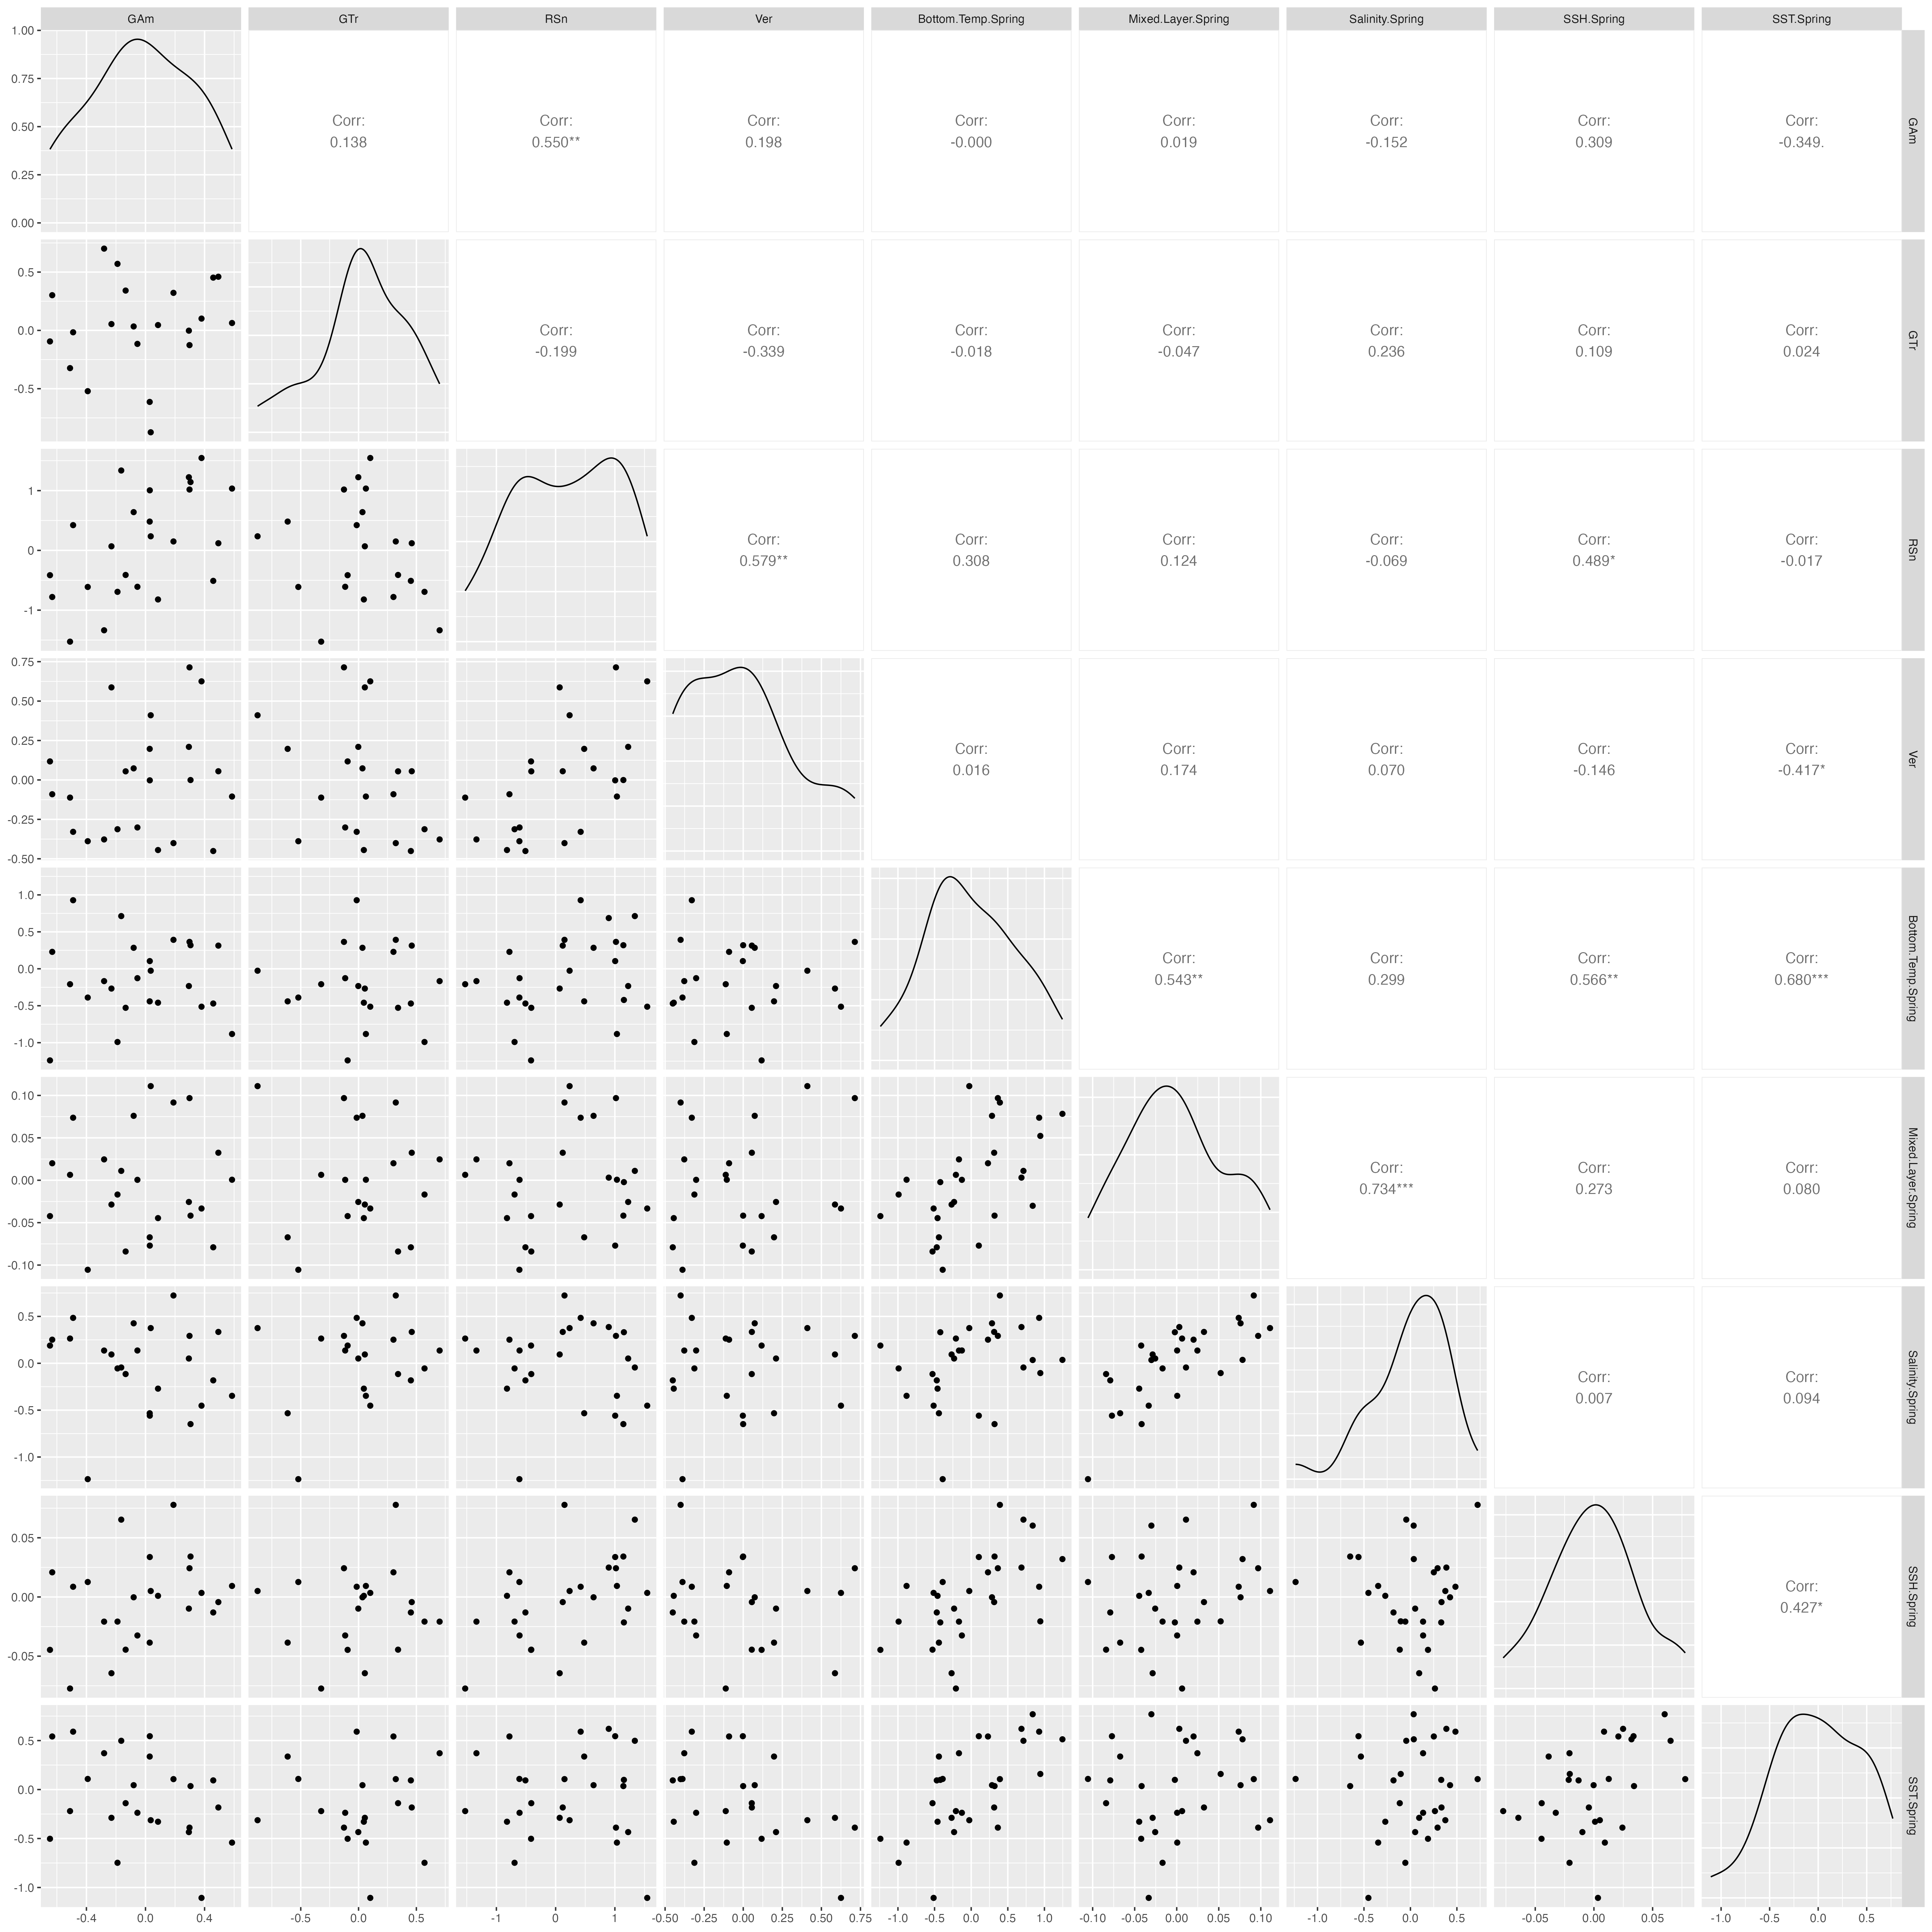 GAm GTr RSn Ver Bottom.Temp.Spring Mixed.Layer.Spring Salinity.Spring SSH.Spring SST.Spring
1.00
0.75
0.50
0.25
0.00
Corr: Corr: Corr: Corr: Corr: Corr: Corr: Corr:
0.138 0.550** 0.198 -0.000 0.019 -0.152 0.309 -0.349.
GAm
0.5
0.0
-0.5
Corr: Corr: Corr: Corr: Corr: Corr: Corr:
-0.199 -0.339 -0.018 -0.047 0.236 0.109 0.024
GTr
1
0
-1
Corr: Corr: Corr: Corr: Corr: Corr:
0.579** 0.308 0.124 -0.069 0.489* -0.017
RSn
0.75
0.50
0.25
0.00
-0.25
-0.50
Corr: Corr: Corr: Corr: Corr:
0.016 0.174 0.070 -0.146 -0.417*
Ver
1.0
0.5
0.0
-0.5
-1.0
Corr: Corr: Corr: Corr:
0.543** 0.299 0.566** 0.680***
Bottom.Temp.Spring
0.10
0.05
0.00
-0.05
-0.10
Corr: Corr: Corr:
0.734*** 0.273 0.080
Mixed.Layer.Spring
0.5
0.0
-0.5
-1.0
Corr: Corr:
0.007 0.094
Salinity.Spring
0.05
0.00
-0.05
Corr:
0.427*
SSH.Spring
0.5
0.0
-0.5
-1.0
SST.Spring
-0.4 0.0 0.4 -0.5 0.0 0.5 -1 0 1 -0.50 -0.25 0.00 0.25 0.50 0.75 -1.0 -0.5 0.0 0.5 1.0 -0.10 -0.05 0.00 0.05 0.10 -1.0 -0.5 0.0 0.5 -0.05 0.00 0.05 -1.0 -0.5 0.0 0.5